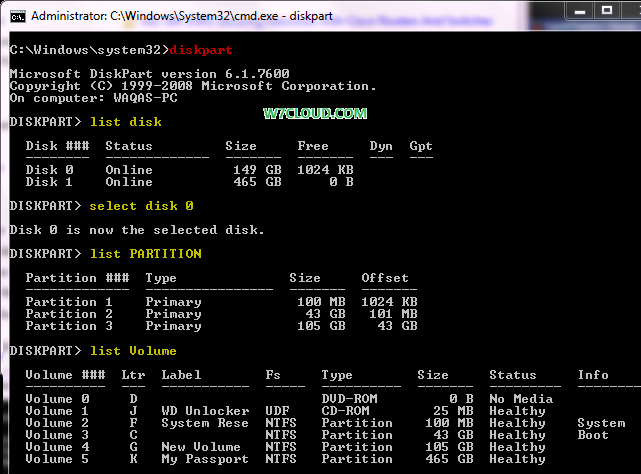 Administrator: C:\Windows\System32\cmd.exe - diskpart
C:\Windows\system32>diskpart
Microsoft DiskPart version 6.1.7600
Copyright (C) 1999-2008 Microsoft Corporation.
On computer: WAQAS-PC
W7CLOUD.COM
DISKPART> list disk
Disk ### Status Size Free Dyn Gpt
-------- ------------- ------- ------- --- ---
Disk 0 Online 149 GB 1024 KB
Disk 1 Online 465 GB 0 B
DISKPART> select disk 0
Disk 0 is now the selected disk.
DISKPART> list PARTITION
Partition ### Type Size Offset
------------- ---------------- ------- -------
Partition 1 Primary 100 MB 1024 KB
Partition 2 Primary 43 GB 101 MB
Partition 3 Primary 105 GB 43 GB
DISKPART> list Volume
Volume ### Ltr Label Fs Type Size Status Info
---------- --- ----------- ----- ---------- ------- --------- --------
Volume 0 D DVD-ROM 0 B No Media
Volume 1 J WD Unlocker UDF CD-ROM 25 MB Healthy
Volume 2 F System Rese NTFS Partition 100 MB Healthy System
Volume 3 C NTFS Partition 43 GB Healthy Boot
Volume 4 G New Volume NTFS Partition 105 GB Healthy
Volume 5 K My Passport NTFS Partition 465 GB Healthy